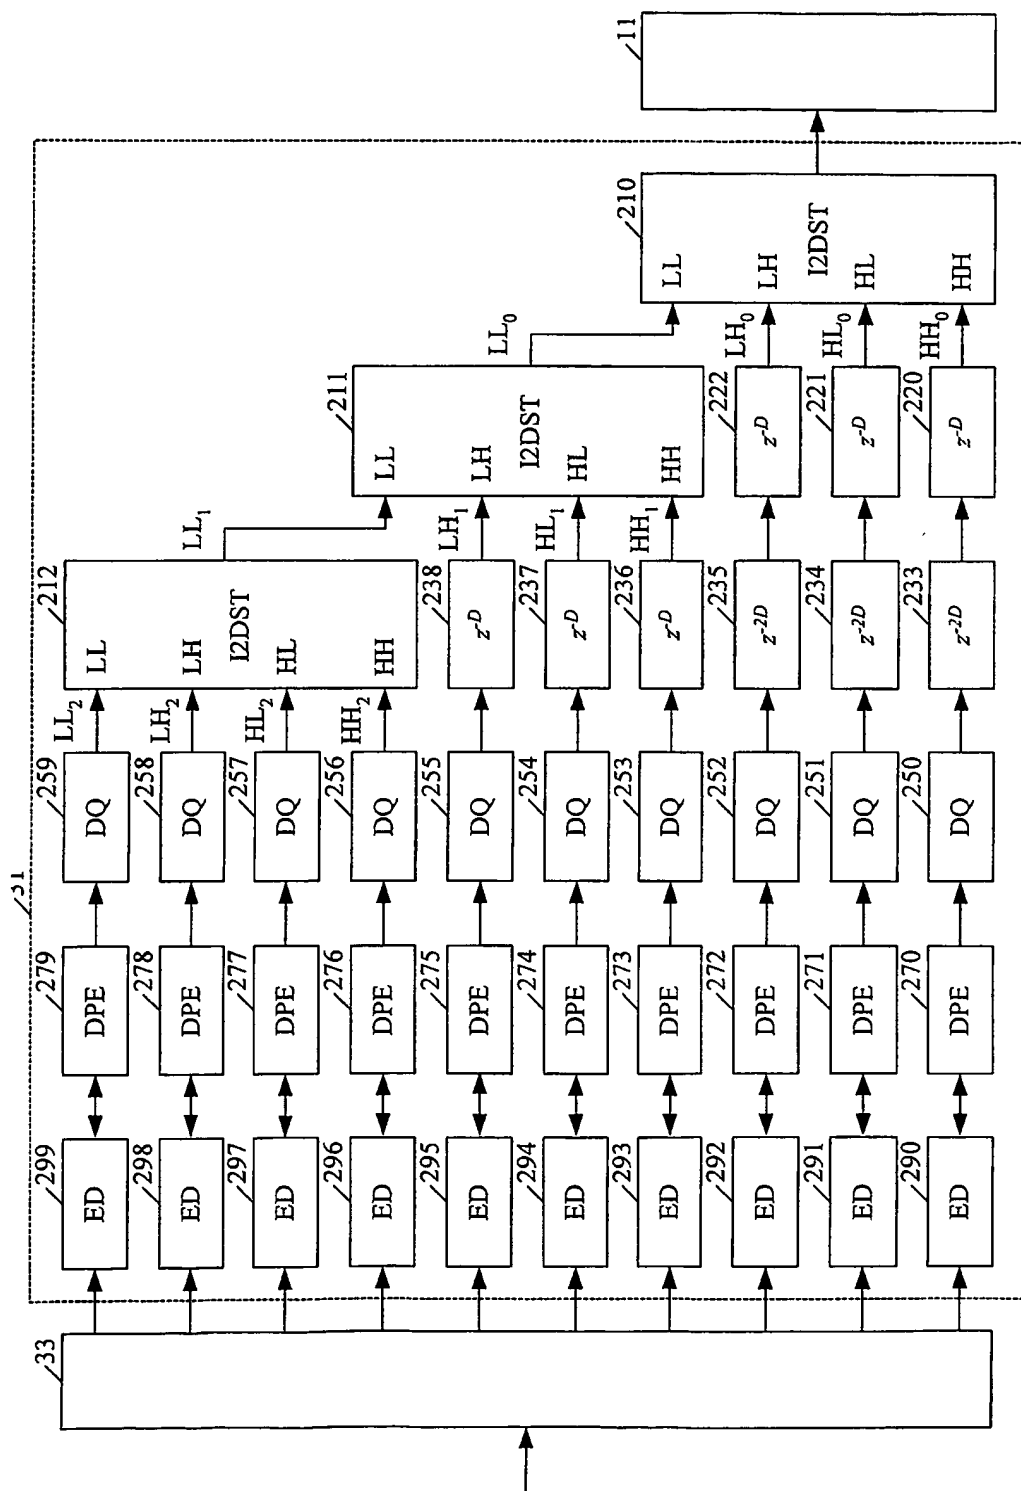 31
33
299
279
259
LL₂
212
ED
DPE
DQ
LL
298
278
258
LH₂
ED
DPE
DQ
LH
LL₁
297
277
257
HL₂
I2DST
ED
DPE
DQ
HL
296
276
256
HH₂
211
ED
DPE
DQ
HH
LL
295
275
255
238
LH₁
LL₀
ED
DPE
DQ
z⁻ᴰ
LH
294
274
254
237
HL₁
I2DST
ED
DPE
DQ
z⁻ᴰ
HL
293
273
253
236
HH₁
210
11
ED
DPE
DQ
z⁻ᴰ
HH
LL
292
272
252
235
222
LH₀
ED
DPE
DQ
z⁻²ᴰ
z⁻ᴰ
LH
291
271
251
234
221
HL₀
I2DST
ED
DPE
DQ
z⁻²ᴰ
z⁻ᴰ
HL
290
270
250
233
220
HH₀
ED
DPE
DQ
z⁻²ᴰ
z⁻ᴰ
HH